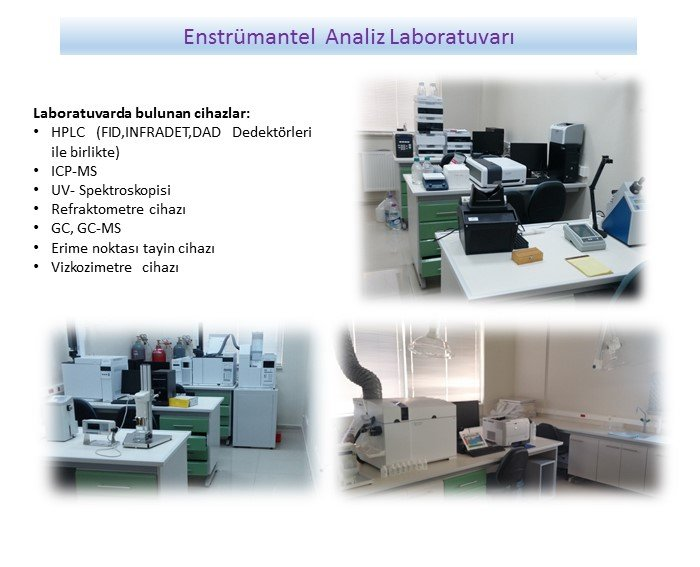 Enstrümantel Analiz Laboratuvarı
Laboratuvarda bulunan cihazlar:
• HPLC (FID,INFRADET,DAD Dedektörleri
ile birlikte)
• ICP-MS
• UV- Spektroskopisi
• Refraktometre cihazı
• GC, GC-MS
• Erime noktası tayin cihazı
• Vizkozimetre cihazı